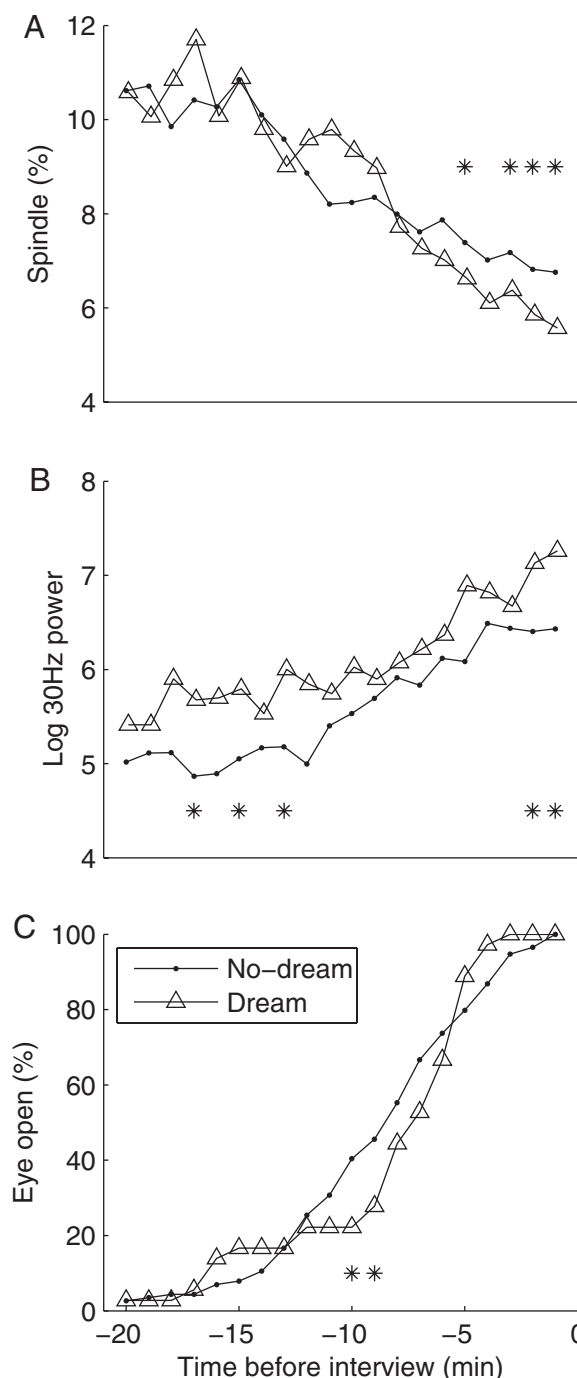 A
12
10
8
6
4
Spindle (%)
* * * *
B
8
7
6
5
4
Log 30Hz power
* * * * *
C
100
80
60
40
20
0
Eye open (%)
No−dream
Dream
* *
−20 −15 −10 −5 0
Time before interview (min)